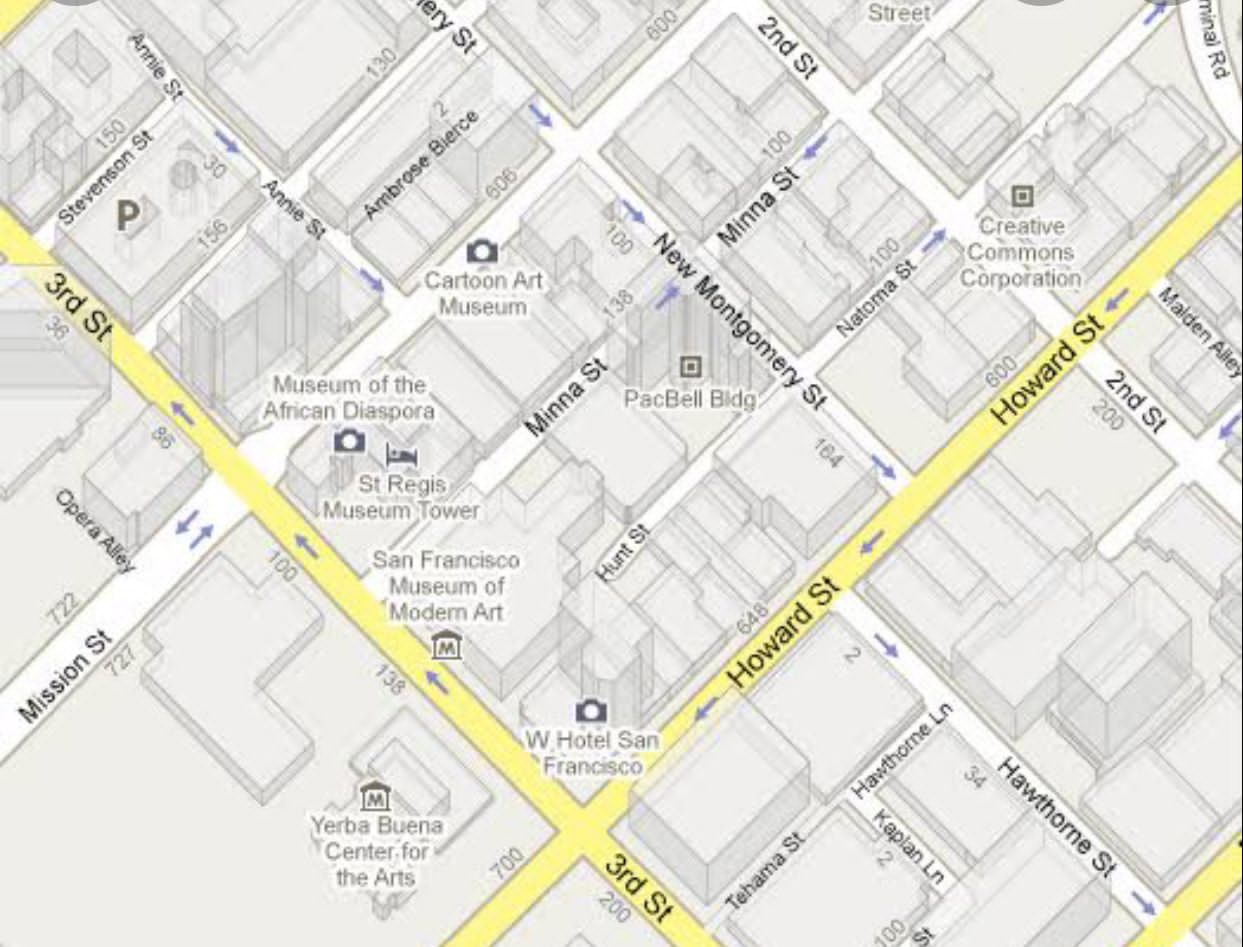 ery St
600
2nd St
Street
minal Rd
Annie St
130
2
Ambrose Bierce
150
Stevenson St
30
P
Annie St
606
156
100
Minna St
Creative
Commons
Corporation
100
New Montgomery St
100
Natoma St
Cartoon Art
Museum
138
3rd St
36
Malden Alley
PacBell Bldg
Howard St
600
2nd St
200
Museum of the
African Diaspora
Minna St
86
164
St Regis
Museum Tower
Opera Alley
Hunt St
San Francisco
Museum of
Modern Art
M
100
722
727
Mission St
138
648
Howard St
2
W Hotel San
Francisco
Hawthorne Ln
34
Hawthorne St
M
Yerba Buena
Center for
the Arts
700
3rd St
200
Tehama St
Kaplan Ln
2
100
St